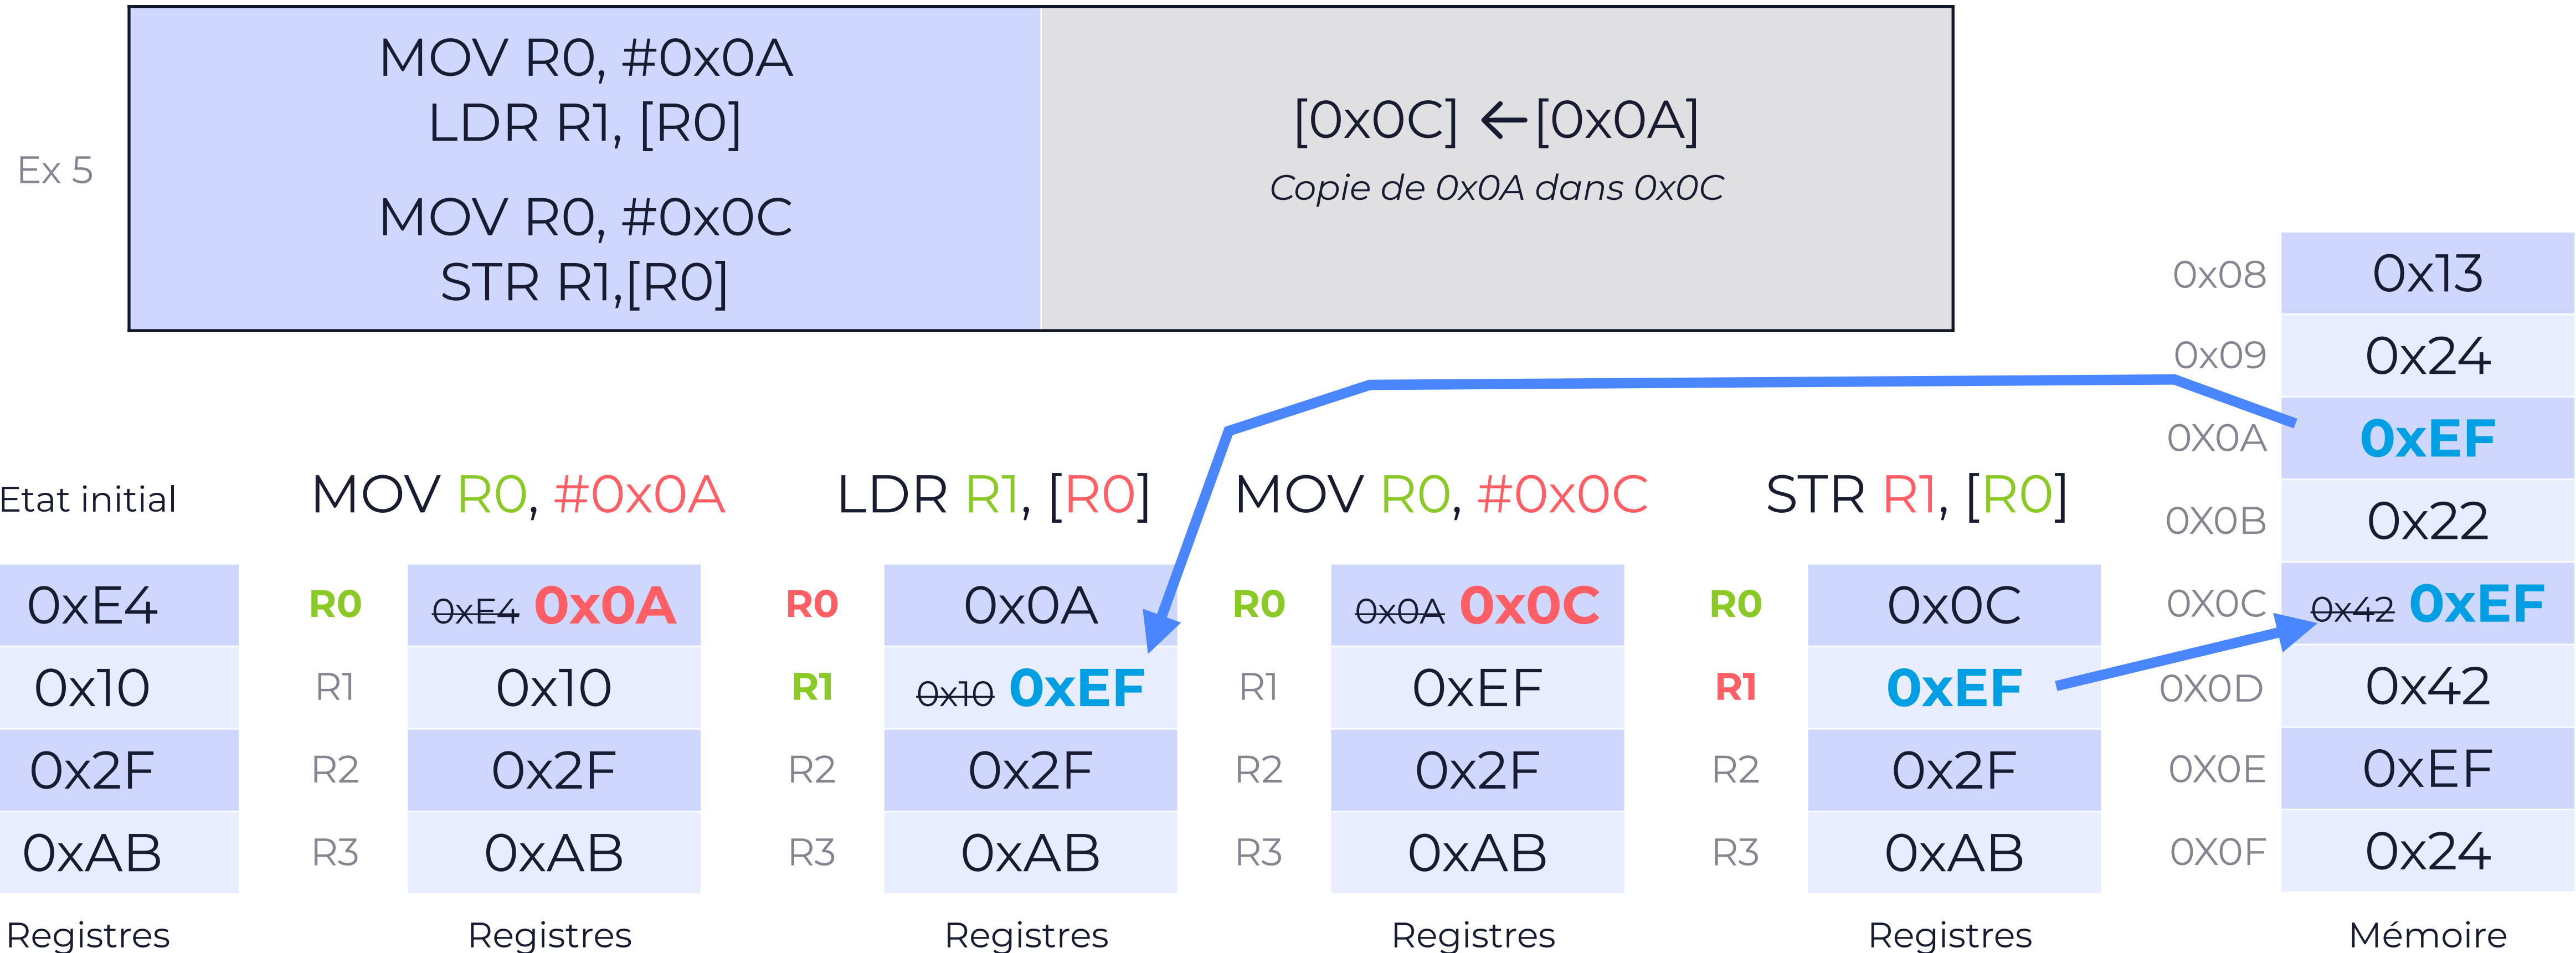 Ex 5
MOV R0, #0x0A
LDR R1, [R0]
MOV R0, #0x0C
STR R1,[R0]
[0x0C] ←[0x0A]
Copie de 0x0A dans 0x0C
Etat initial
0xE4
0x10
0x2F
0xAB
Registres
MOV R0, #0x0A
R0 0xE4 0x0A
R1 0x10
R2 0x2F
R3 0xAB
Registres
LDR R1, [R0]
R0 0x0A
R1 0x10 0xEF
R2 0x2F
R3 0xAB
Registres
MOV R0, #0x0C
R0 0x0A 0x0C
R1 0xEF
R2 0x2F
R3 0xAB
Registres
STR R1, [R0]
R0 0x0C
R1 0xEF
R2 0x2F
R3 0xAB
Registres
0x08 0x13
0x09 0x24
0X0A 0xEF
0X0B 0x22
0X0C 0x42 0xEF
0X0D 0x42
0X0E 0xEF
0X0F 0x24
Mémoire